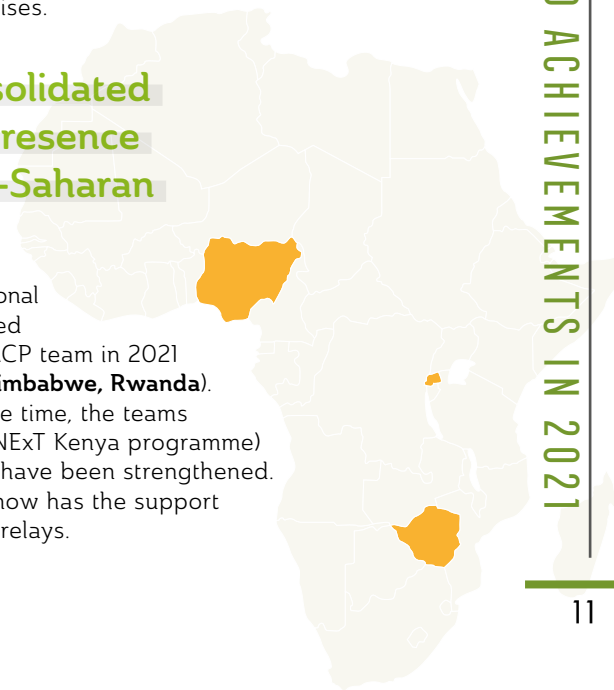 ises.
solidated
resence
-Saharan
onal
ed
CP team in 2021
imbabwe, Rwanda).
e time, the teams
NExT Kenya programme)
have been strengthened.
now has the support
relays.
ACHIEVEMENTS IN 2021
11